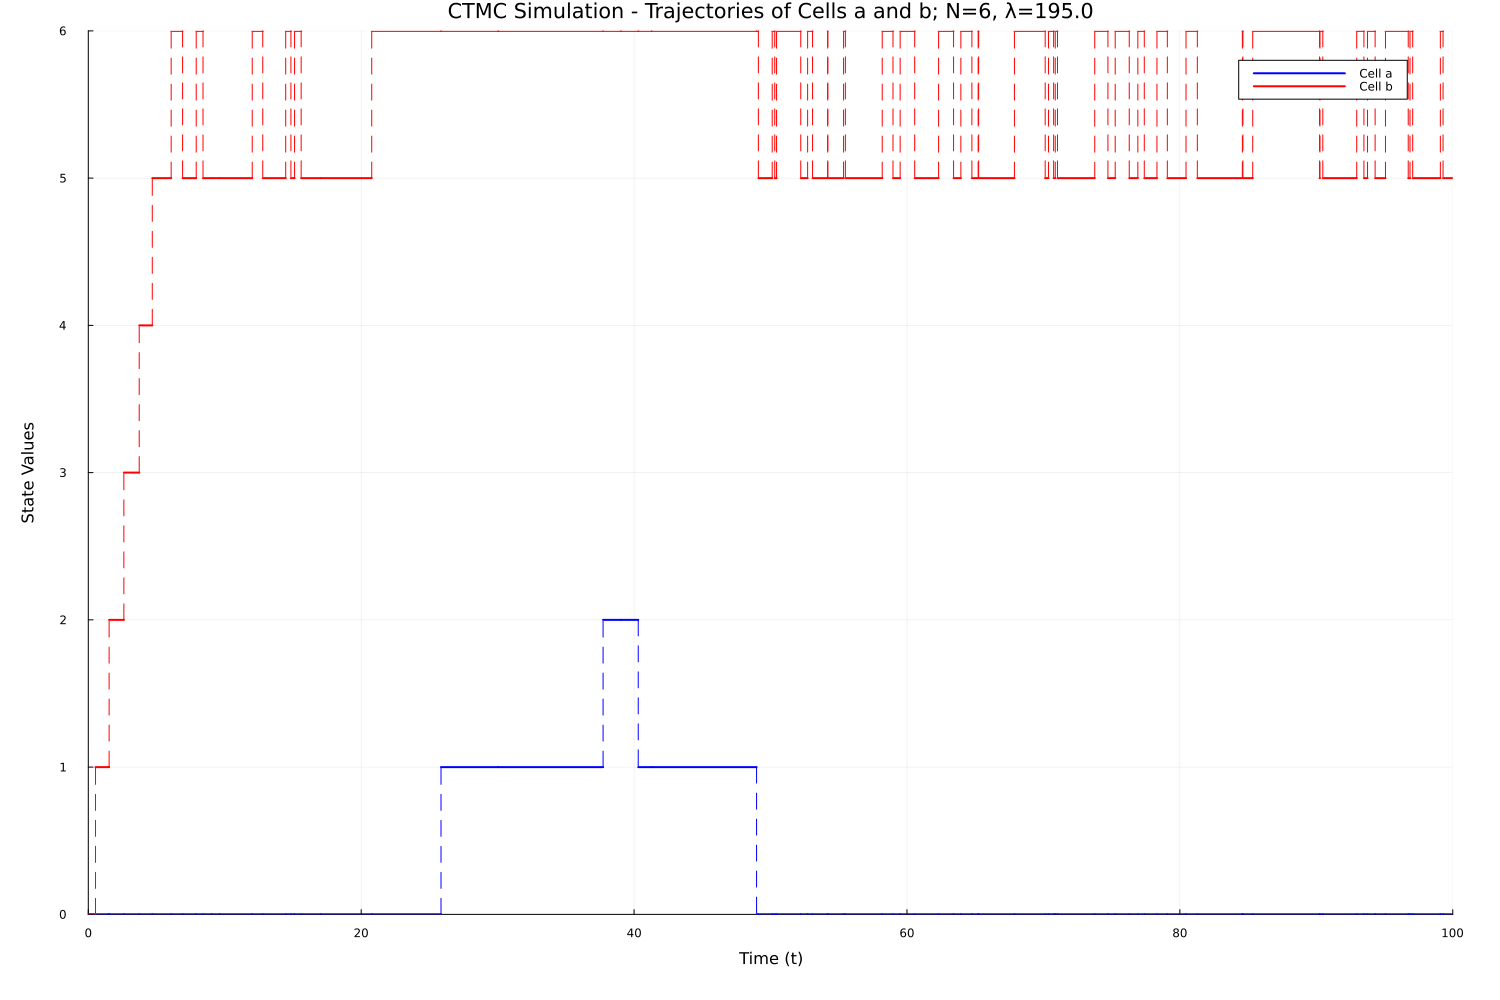 CTMC Simulation - Trajectories of Cells a and b; N=6, λ=195.0
6
Cell a
Cell b
5
4
State Values
3
2
1
0
0 20 40 60 80 100
Time (t)